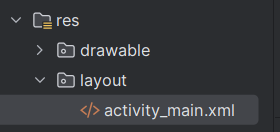 res
drawable
layout
activity_main.xml